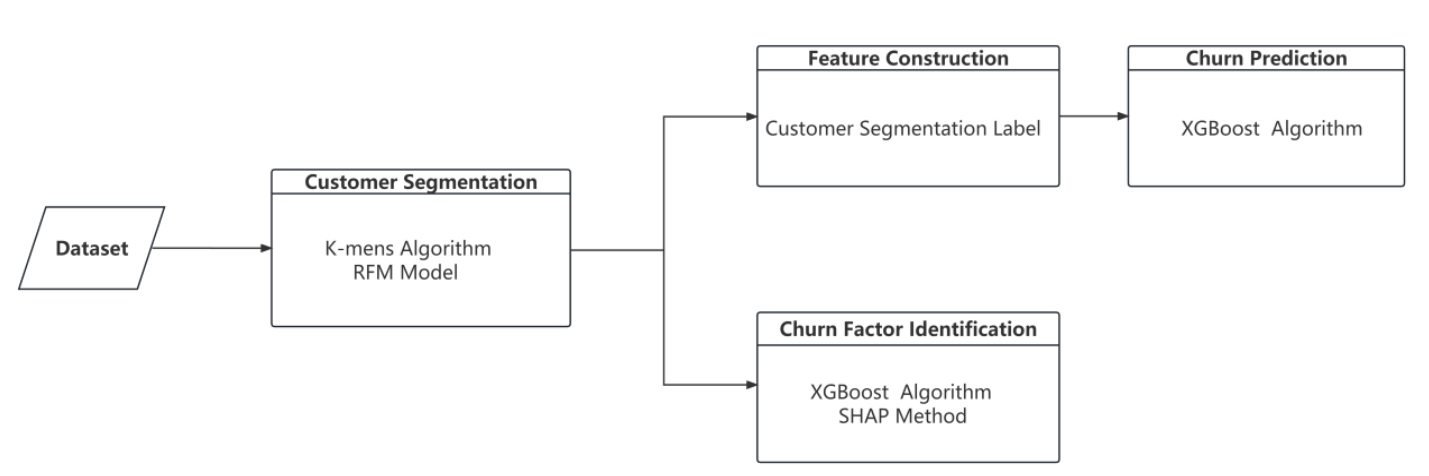 Dataset
Customer Segmentation
K-mens Algorithm
RFM Model
Feature Construction
Customer Segmentation Label
Churn Prediction
XGBoost Algorithm
Churn Factor Identification
XGBoost Algorithm
SHAP Method